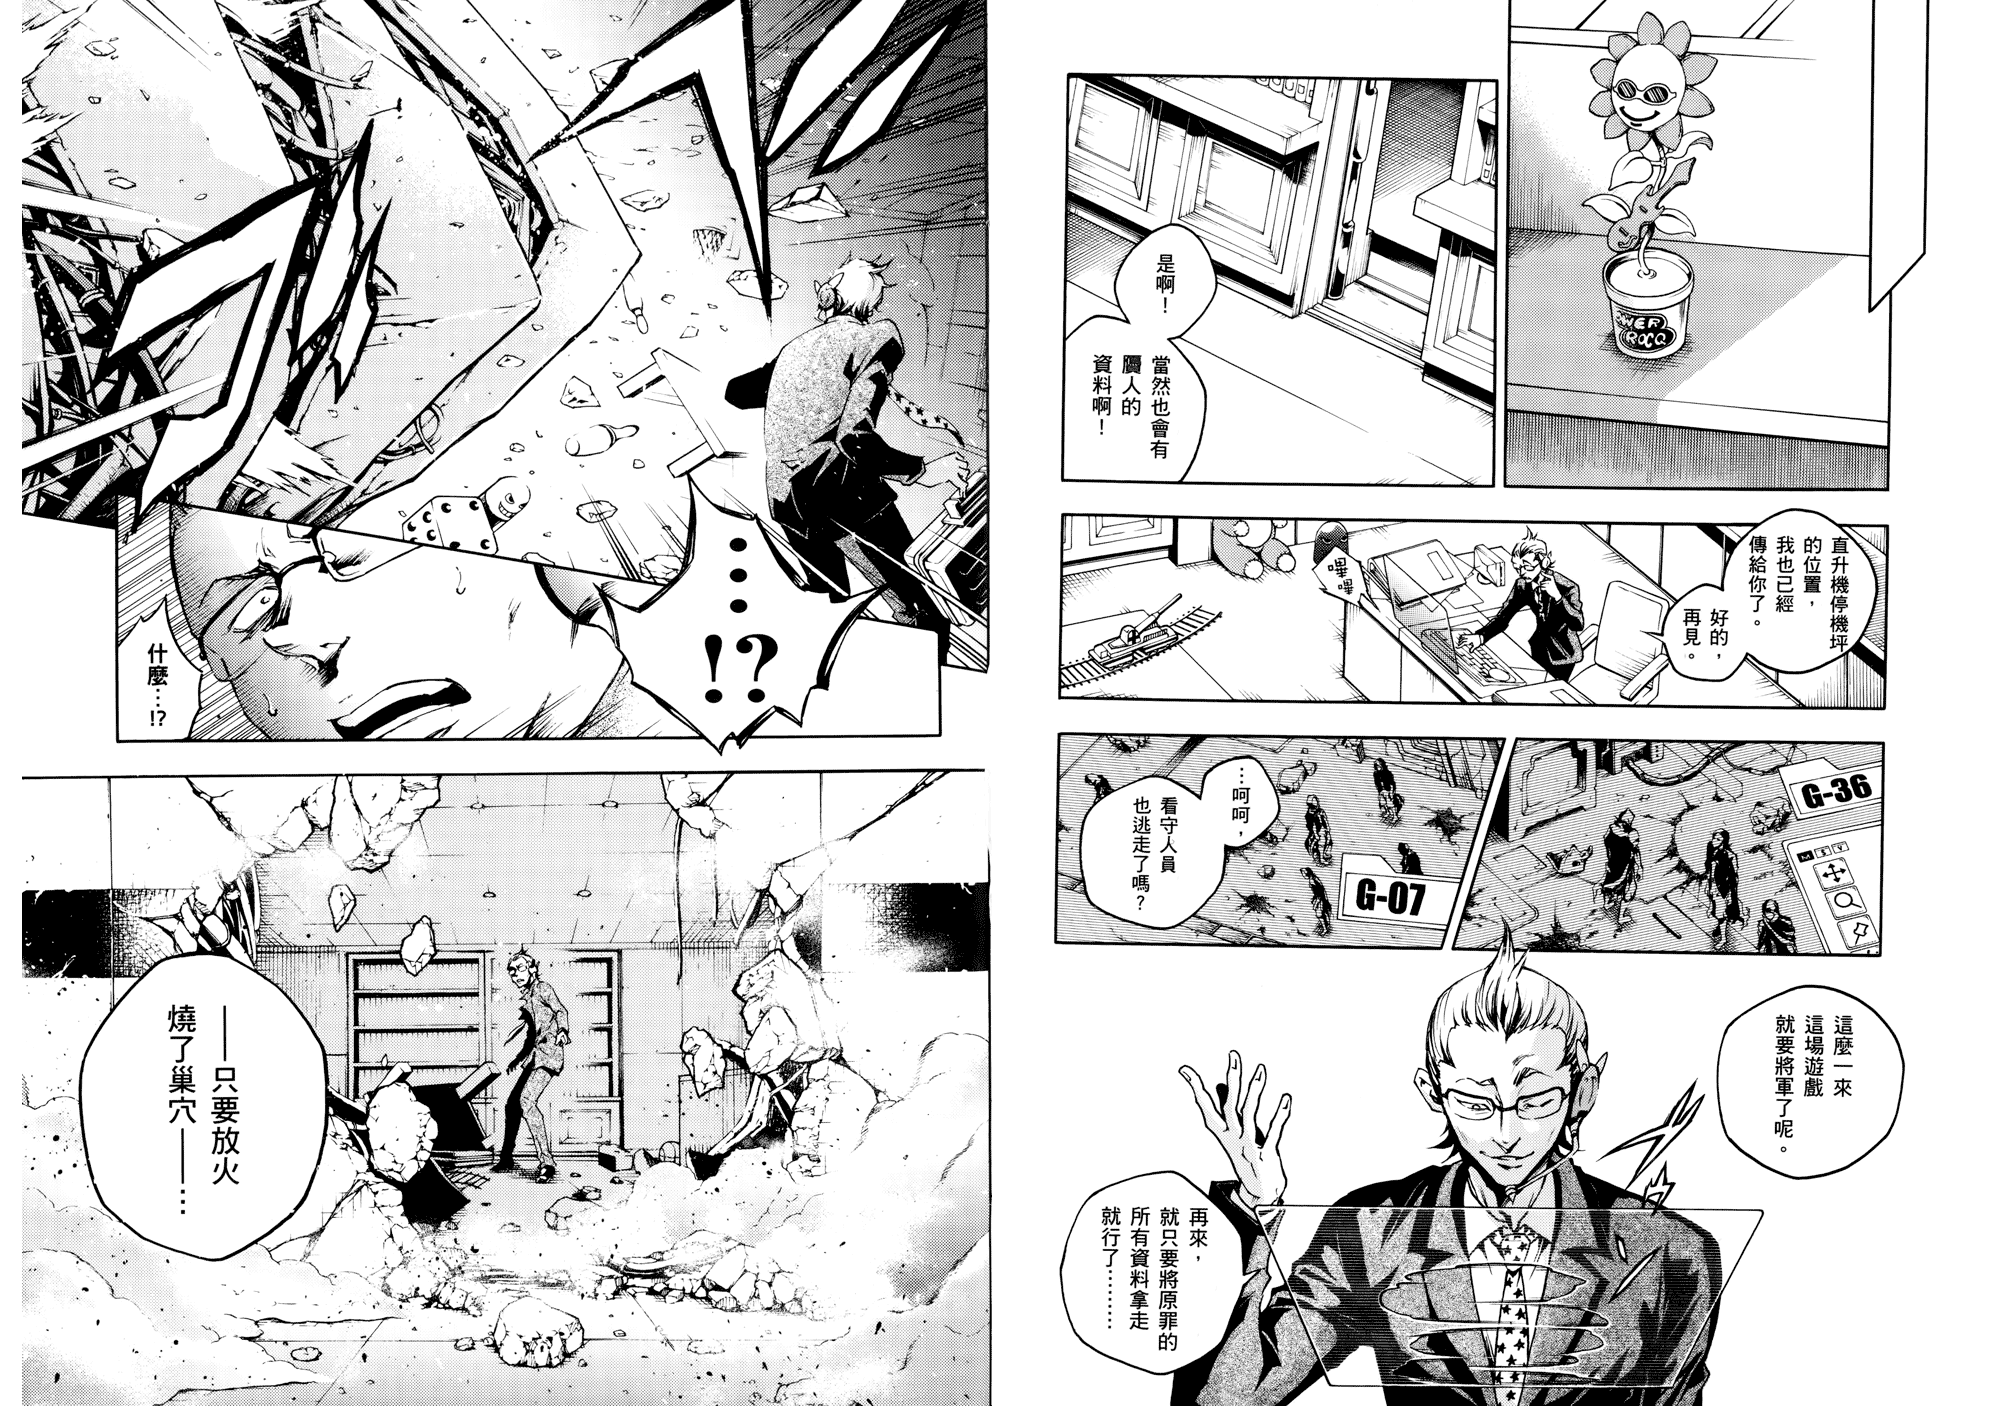 是啊！
當然也會有
贗人的
資料啊！
WER
ROCQ
直升機停機坪
的位置，
我也已經
傳給你了。
好的，
再見。
嗶
嗶
G-36
M S V
G-07
…呵呵，
看守人員
也逃走了嗎？
這麼一來
這場遊戲
就要將軍了呢。
再來，
就只要將原罪的
所有資料拿走
就行了………
…!?
什麼…!?
——只要放火
燒了巢穴——…